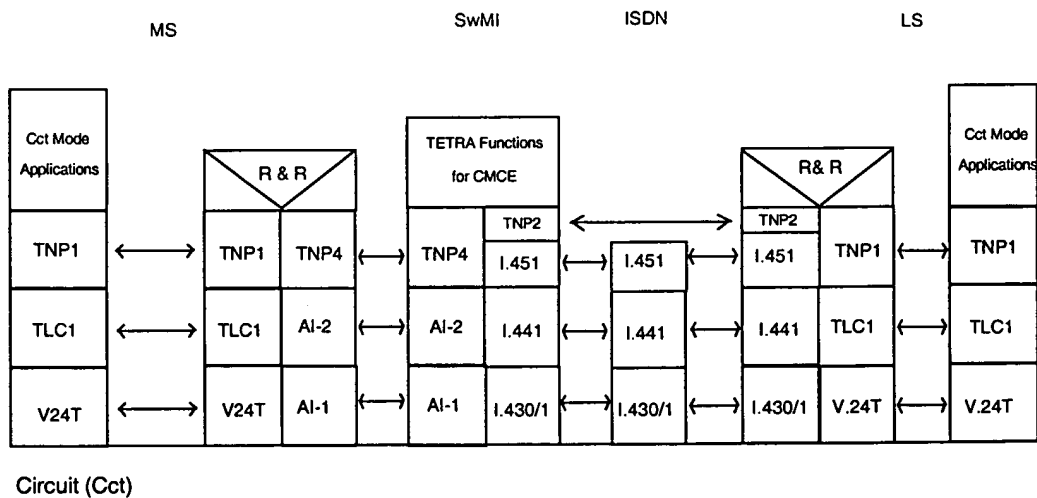 MS SwMI ISDN LS
Cct Mode
Applications
R & R
TETRA Functions
for CMCE
R& R
Cct Mode
Applications
TNP1 TNP1 TNP4 TNP4 TNP2 I.451 I.451 TNP2 I.451 TNP1 TNP1
TLC1 TLC1 AI-2 AI-2 I.441 I.441 I.441 TLC1 TLC1
V24T V24T AI-1 AI-1 I.430/1 I.430/1 I.430/1 V.24T V.24T
Circuit (Cct)